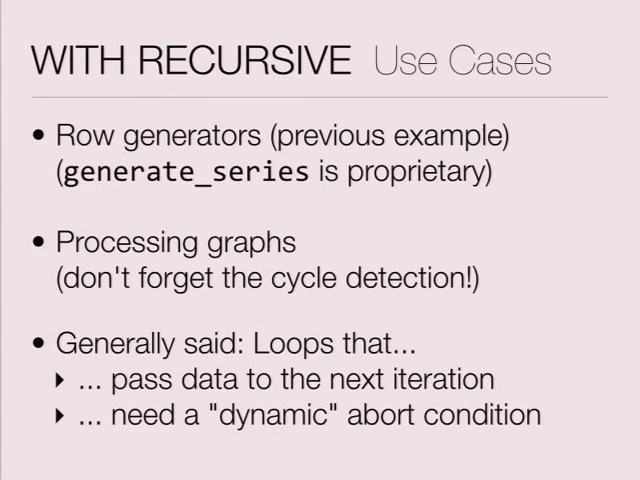 WITH RECURSIVE Use Cases
• Row generators (previous example)
(generate_series is proprietary)
• Processing graphs
(don't forget the cycle detection!)
• Generally said: Loops that...
‣ ... pass data to the next iteration
‣ ... need a "dynamic" abort condition